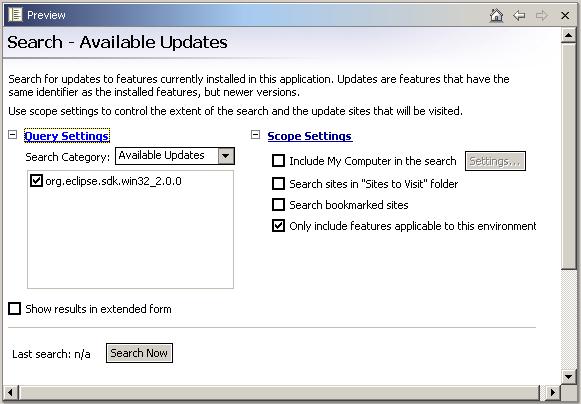 Preview
Search - Available Updates
Search for updates to features currently installed in this application. Updates are features that have the
same identifier as the installed features, but newer versions.
Use scope settings to control the extent of the search and the update sites that will be visited.
Query Settings
Search Category: Available Updates
org.eclipse.sdk.win32_2.0.0
Show results in extended form
Scope Settings
Include My Computer in the search Settings...
Search sites in "Sites to Visit" folder
Search bookmarked sites
Only include features applicable to this environment
Last search: n/a Search Now